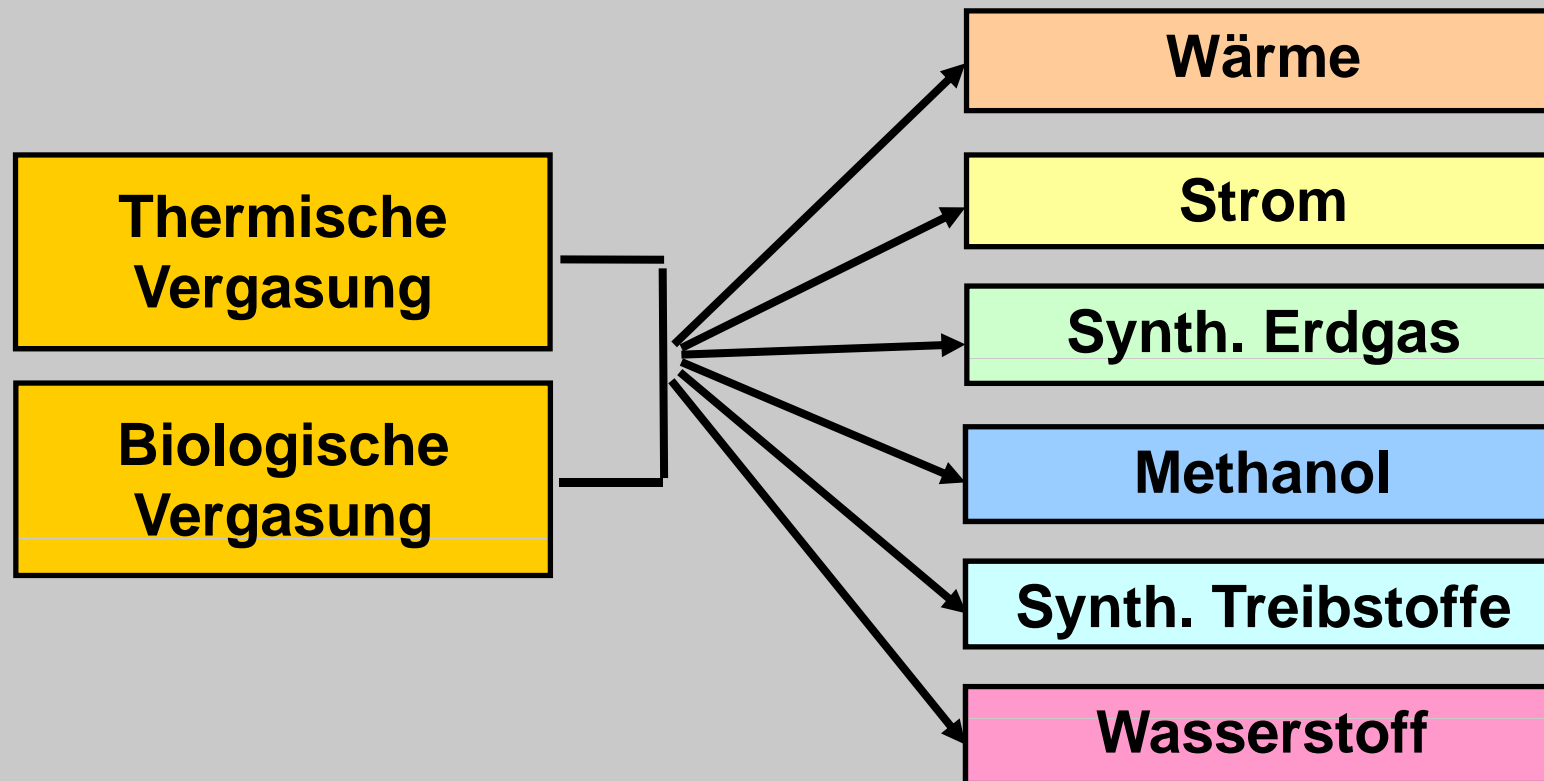 Thermische
Vergasung
Biologische
Vergasung
Wärme
Strom
Synth. Erdgas
Methanol
Synth. Treibstoffe
Wasserstoff